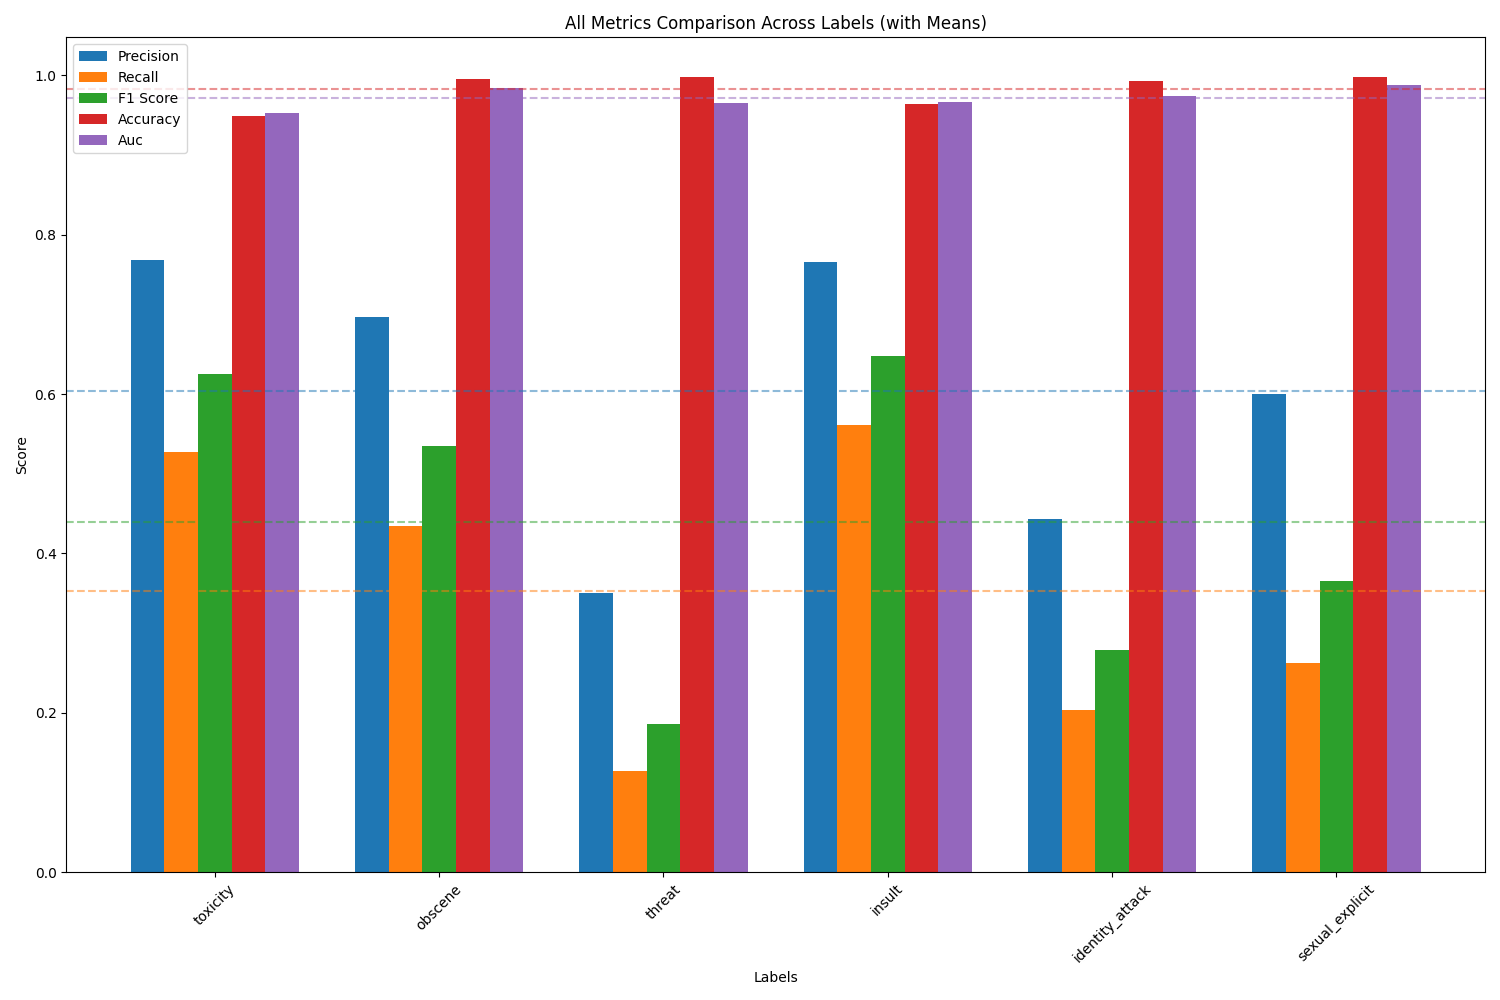 All Metrics Comparison Across Labels (with Means)
Precision
Recall
F1 Score
Accuracy
Auc
1.0
0.8
0.6
0.4
0.2
0.0
Score
toxicity
obscene
threat
insult
identity_attack
sexual_explicit
Labels